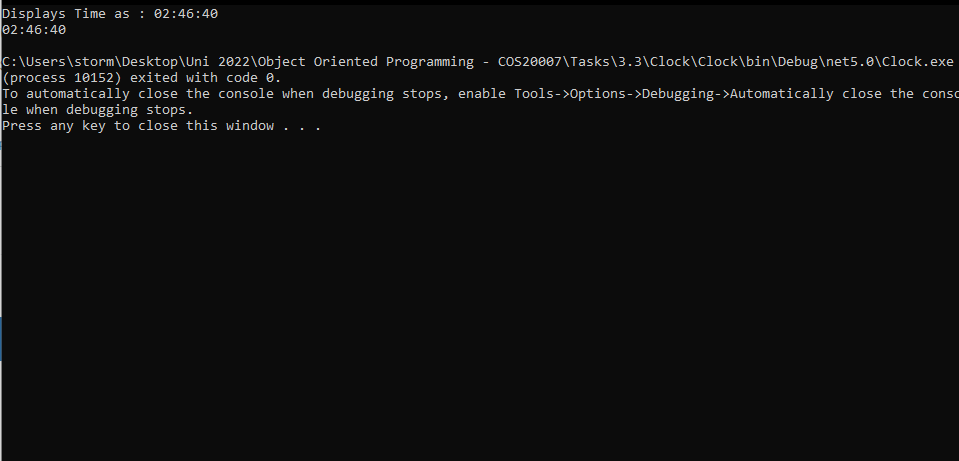 Displays Time as : 02:46:40
02:46:40
C:\Users\storm\Desktop\Uni 2022\Object Oriented Programming - COS20007\Tasks\3.3\Clock\Clock\bin\Debug\net5.0\Clock.exe
(process 10152) exited with code 0.
To automatically close the console when debugging stops, enable Tools->Options->Debugging->Automatically close the conso
le when debugging stops.
Press any key to close this window . . .